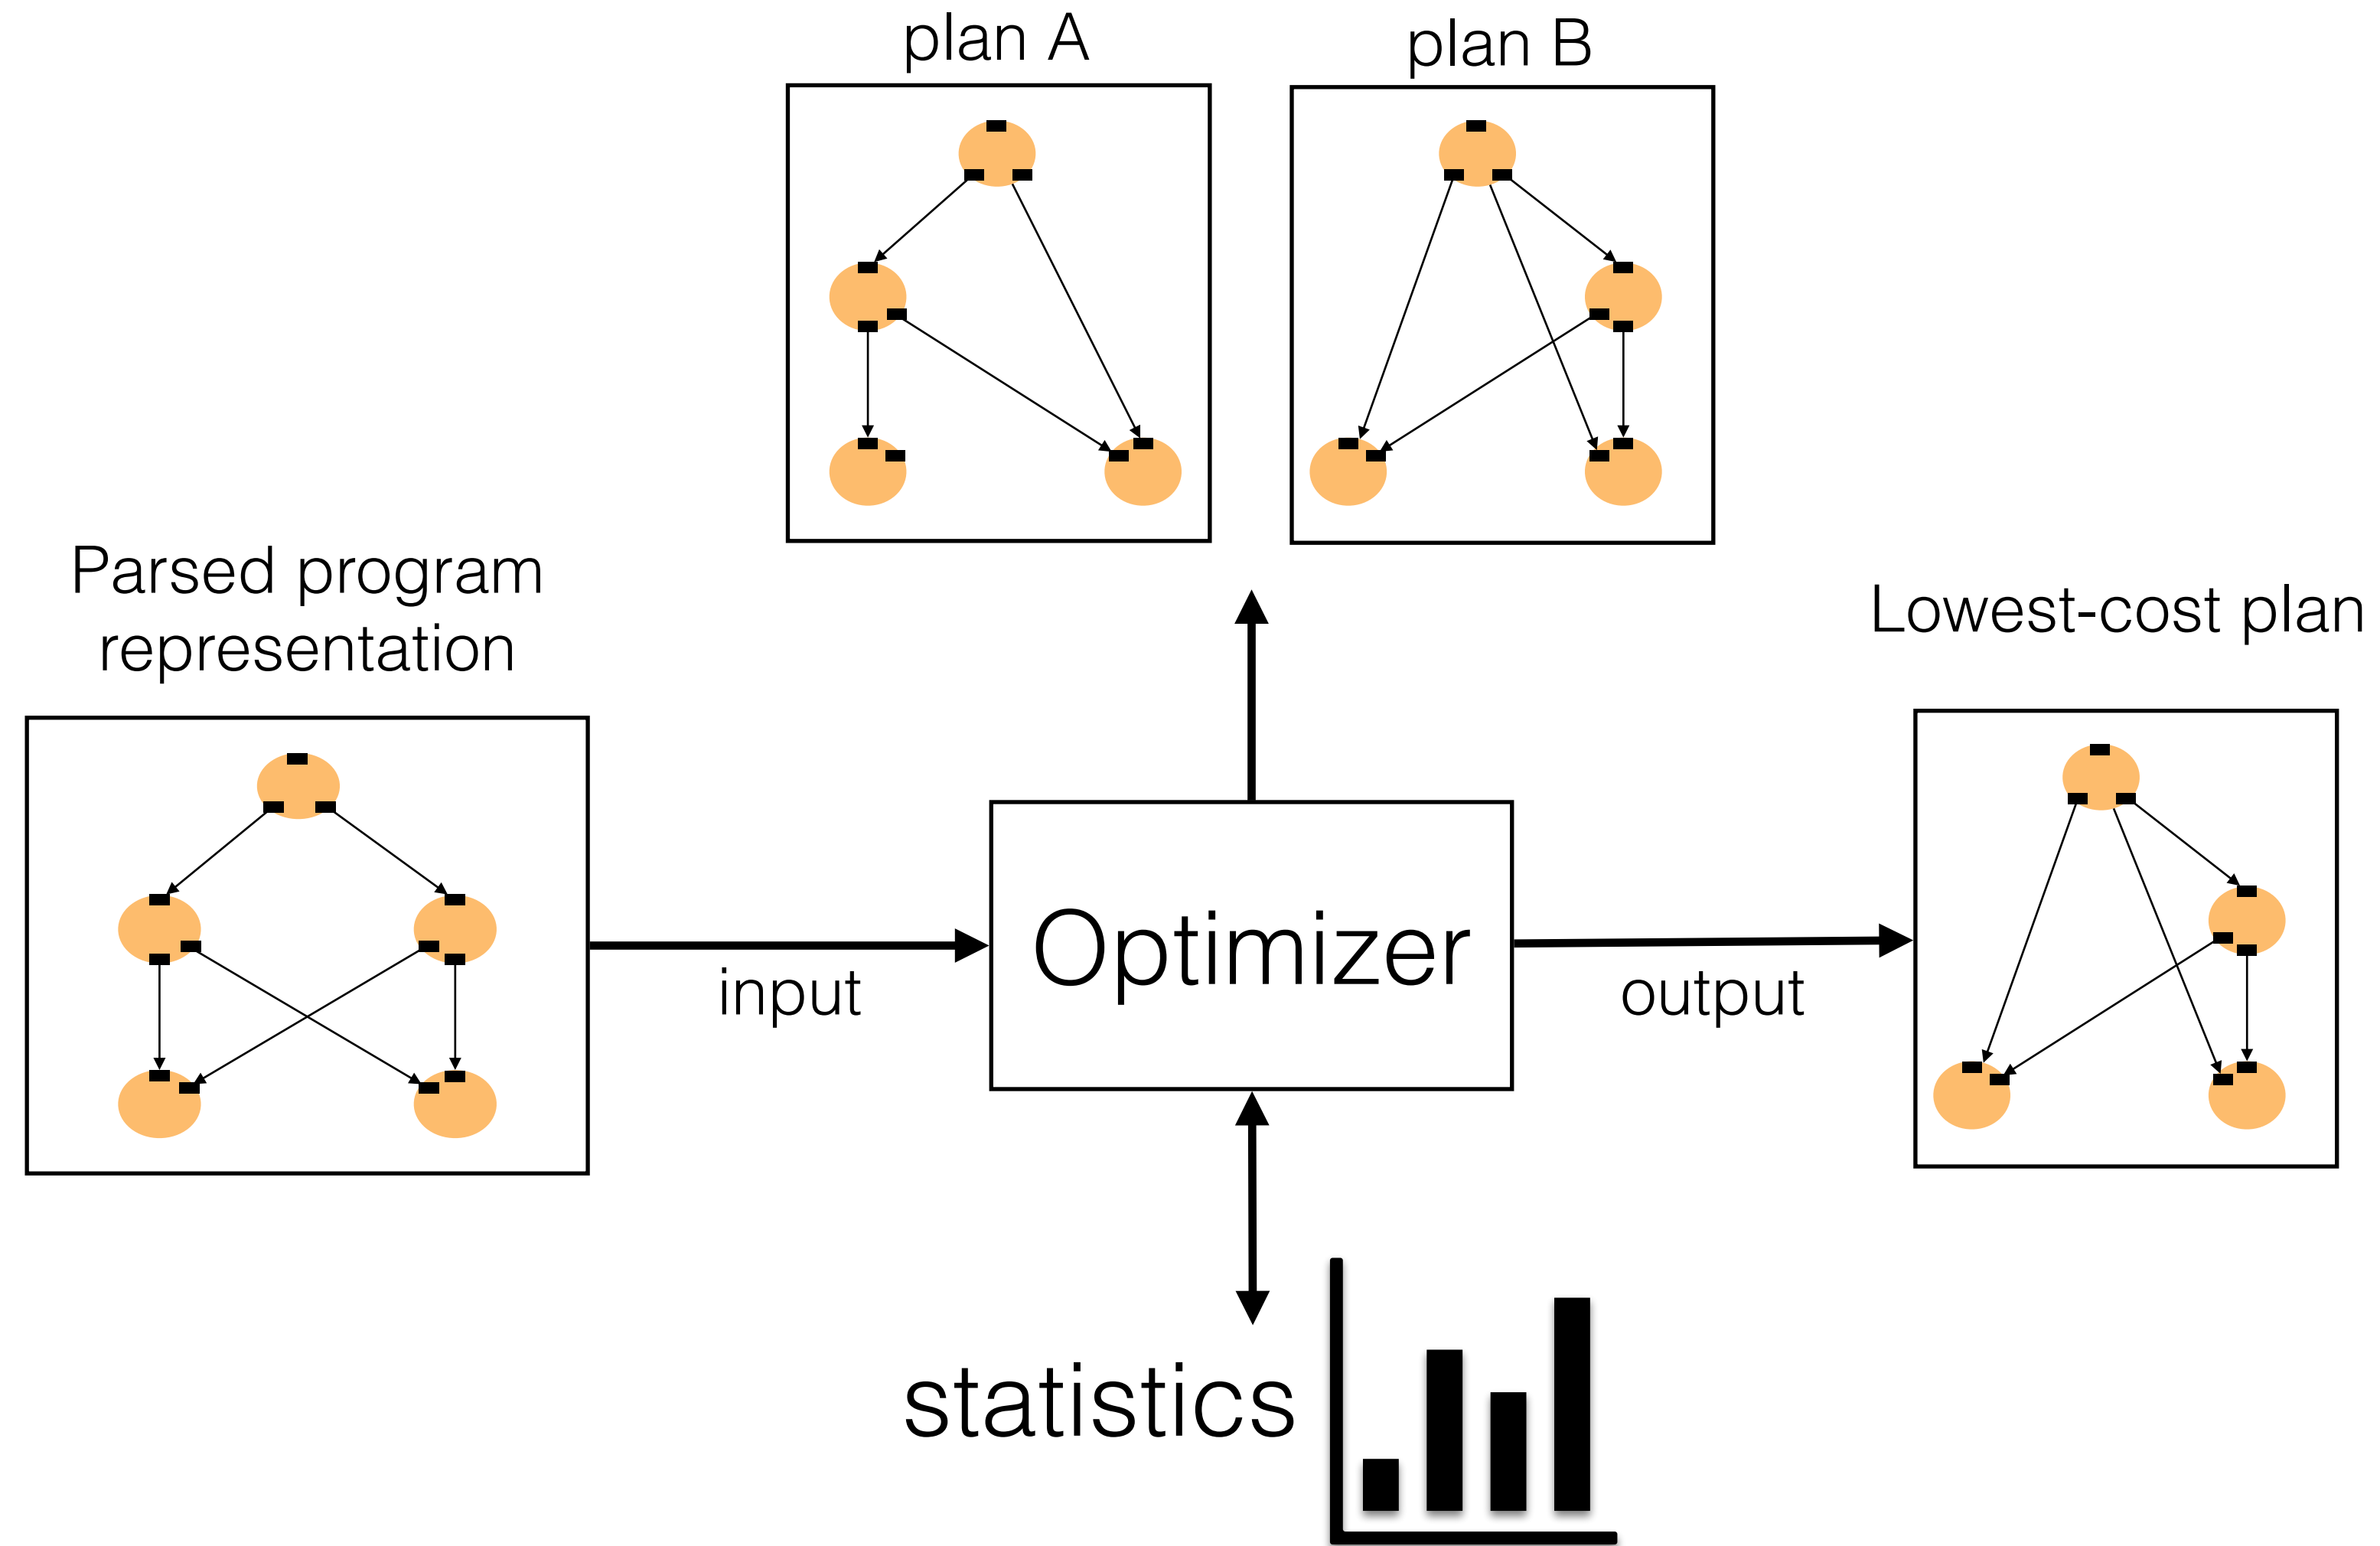 plan A
plan B
Parsed program
representation
Lowest-cost plan
Optimizer
input
output
statistics